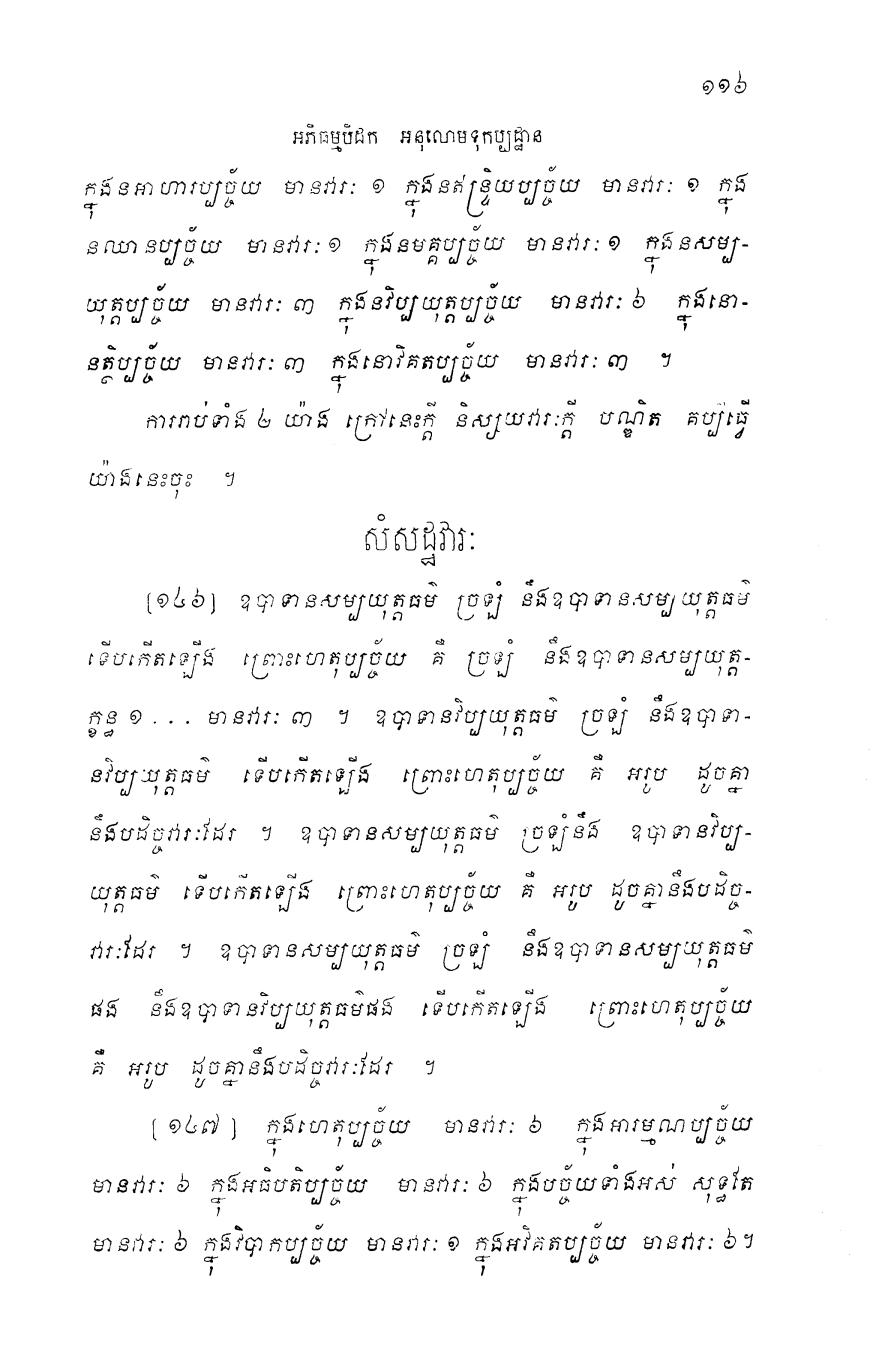 ១១៦
អភិធម្មបិដក អនុលោមទុកប្បដ្ឋាន
ក្នុងនអាហារប្បច្ច័យ មានវារៈ ១ ក្នុងនឥន្ទ្រិយប្បច្ច័យ មានវារៈ ១ ក្នុង
នឈានប្បច្ច័យ មានវារៈ ១ ក្នុងនមគ្គប្បច្ច័យ មានវារៈ ១ ក្នុងនសម្ប-
យុត្តប្បច្ច័យ មានវារៈ ៣ ក្នុងនវិប្បយុត្តប្បច្ច័យ មានវារៈ ៦ ក្នុងនោ-
នត្ថិប្បច្ច័យ មានវារៈ ៣ ក្នុងនោវិគតប្បច្ច័យ មានវារៈ ៣ ។
ការរាប់ទាំង ២ យ៉ាង ក្រៅនេះក្តី និស្សយវារៈក្តី បណ្ឌិត គប្បីធ្វើ
យ៉ាងនេះចុះ ។
សំសដ្ឋវារៈ
[១៤៦] ឧបាទានសម្បយុត្តធម៌ ច្រឡំ នឹងឧបាទានសម្បយុត្តធម៌
ទើបកើតឡើង ព្រោះហេតុប្បច្ច័យ គឺ ច្រឡំ នឹងឧបាទានសម្បយុត្ត-
ក្ខន្ធ ១ ... មានវារៈ ៣ ។ ឧបាទានវិប្បយុត្តធម៌ ច្រឡំ នឹងឧបាទា-
នវិប្បយុត្តធម៌ ទើបកើតឡើង ព្រោះហេតុប្បច្ច័យ គឺ អរូប ដូចគ្នា
នឹងបដិច្ចវារៈដែរ ។ ឧបាទានសម្បយុត្តធម៌ ច្រឡំនឹង ឧបាទានវិប្ប-
យុត្តធម៌ ទើបកើតឡើង ព្រោះហេតុប្បច្ច័យ គឺ អរូប ដូចគ្នានឹងបដិច្ច-
វារៈដែរ ។ ឧបាទានសម្បយុត្តធម៌ ច្រឡំ នឹងឧបាទានសម្បយុត្តធម៌
ផង នឹងឧបាទានវិប្បយុត្តធម៌ផង ទើបកើតឡើង ព្រោះហេតុប្បច្ច័យ
គឺ អរូប ដូចគ្នានឹងបដិច្ចវារៈដែរ ។
[១៤៧] ក្នុងហេតុប្បច្ច័យ មានវារៈ ៦ ក្នុងអារម្មណប្បច្ច័យ
មានវារៈ ៦ ក្នុងអធិបតិប្បច្ច័យ មានវារៈ ៦ ក្នុងបច្ច័យទាំងអស់ សុទ្ធតែ
មានវារៈ ៦ ក្នុងវិបាកប្បច្ច័យ មានវារៈ ១ ក្នុងអវិគតប្បច្ច័យ មានវារៈ ៦។